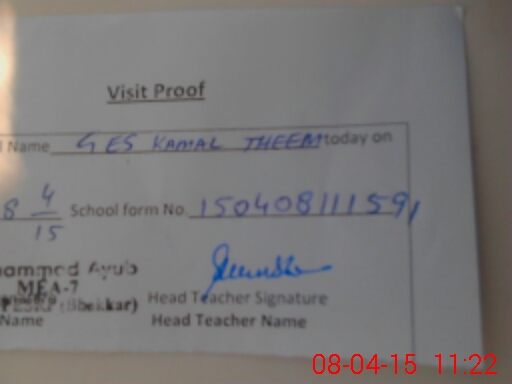 Visit Proof
Name GES KAMAL THEEM today on
8 4/15 School form No. 150408111591
ammed Ayub
MEA-7
(Bhakkar) Head Teacher Signature
Name Head Teacher Name
08-04-15 11:22